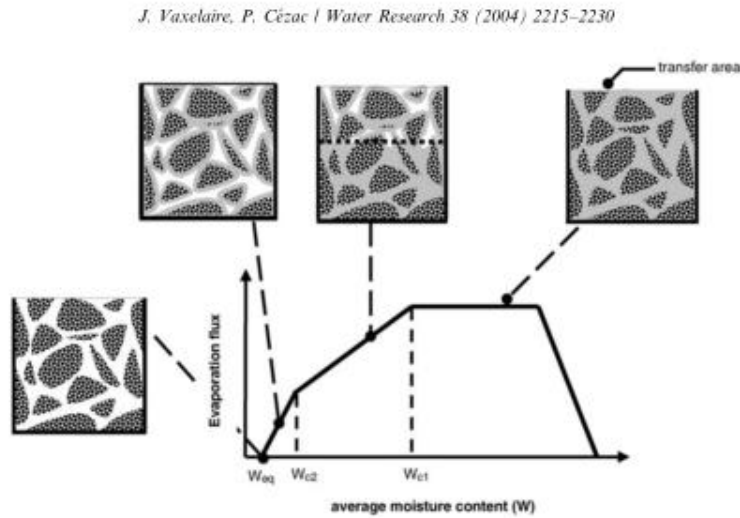 J. Vaxelaire, P. Cézac / Water Research 38 (2004) 2215–2230
transfer area
Evaporation flux
Weq
Wc2
Wc1
average moisture content (W)